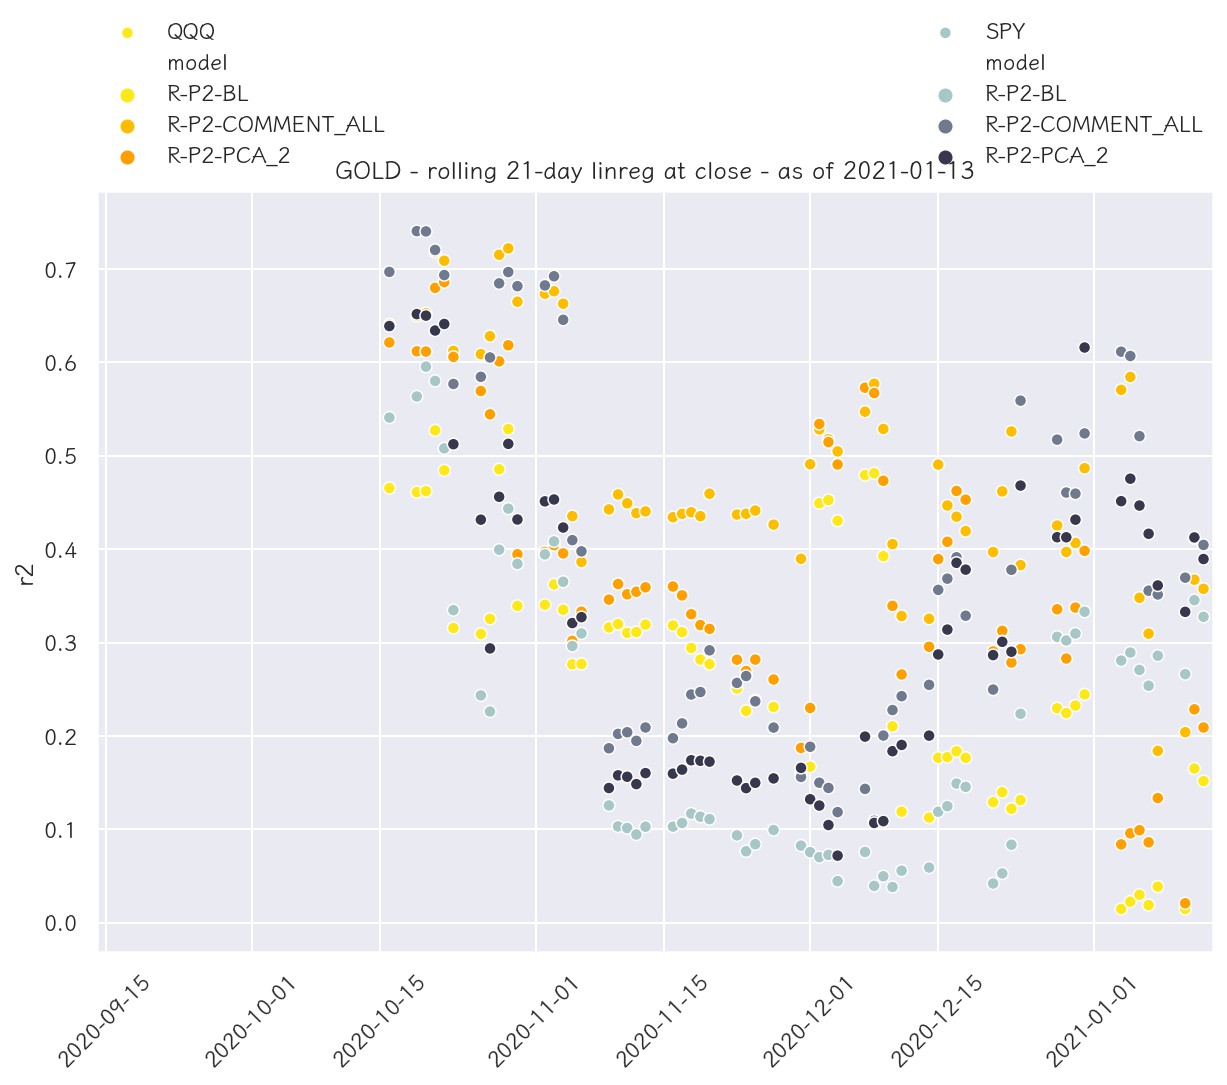 QQQ
model
R-P2-BL
R-P2-COMMENT_ALL
R-P2-PCA_2
SPY
model
R-P2-BL
R-P2-COMMENT_ALL
R-P2-PCA_2
GOLD - rolling 21-day linreg at close - as of 2021-01-13
r2
0.7
0.6
0.5
0.4
0.3
0.2
0.1
0.0
2020-09-15
2020-10-01
2020-10-15
2020-11-01
2020-11-15
2020-12-01
2020-12-15
2021-01-01